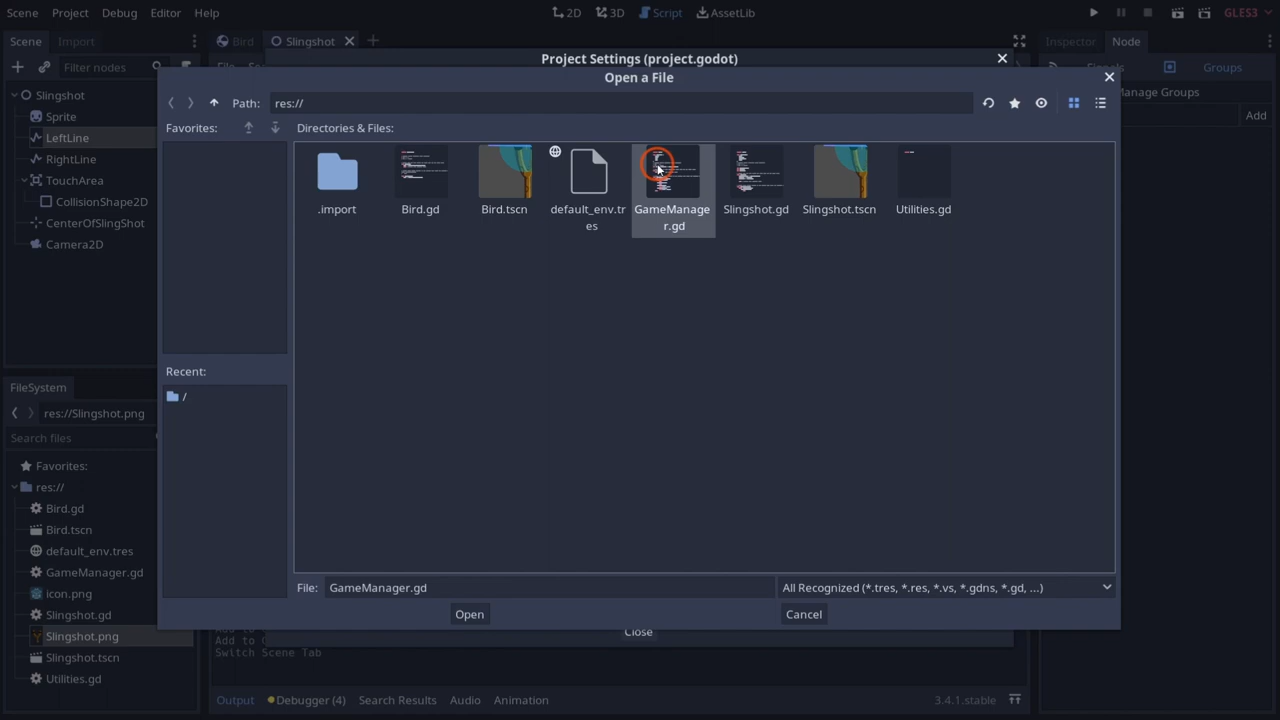 Scene Project Debug Editor Help
2D 3D Script AssetLib
GLES3
Scene Import
Bird Slingshot
Inspector Node
Filter nodes
Project Settings (project.godot)
Open a File
Groups
Manage Groups
Add
Path: res://
Favorites:
Directories & Files:
Slingshot
Sprite
LeftLine
RightLine
TouchArea
CollisionShape2D
CenterOfSlingShot
Camera2D
.import
Bird.gd
Bird.tscn
default_env.tr
es
GameManage
r.gd
Slingshot.gd
Slingshot.tscn
Utilities.gd
Recent:
/
FileSystem
res://Slingshot.png
Search files
Favorites:
res://
Bird.gd
Bird.tscn
default_env.tres
GameManager.gd
icon.png
Slingshot.gd
Slingshot.png
Slingshot.tscn
Utilities.gd
File: GameManager.gd
All Recognized (*.tres, *.res, *.vs, *.gdns, *.gd, ...)
Open
Cancel
Close
Add to
Switch Scene Tab
Output Debugger (4) Search Results Audio Animation
3.4.1.stable